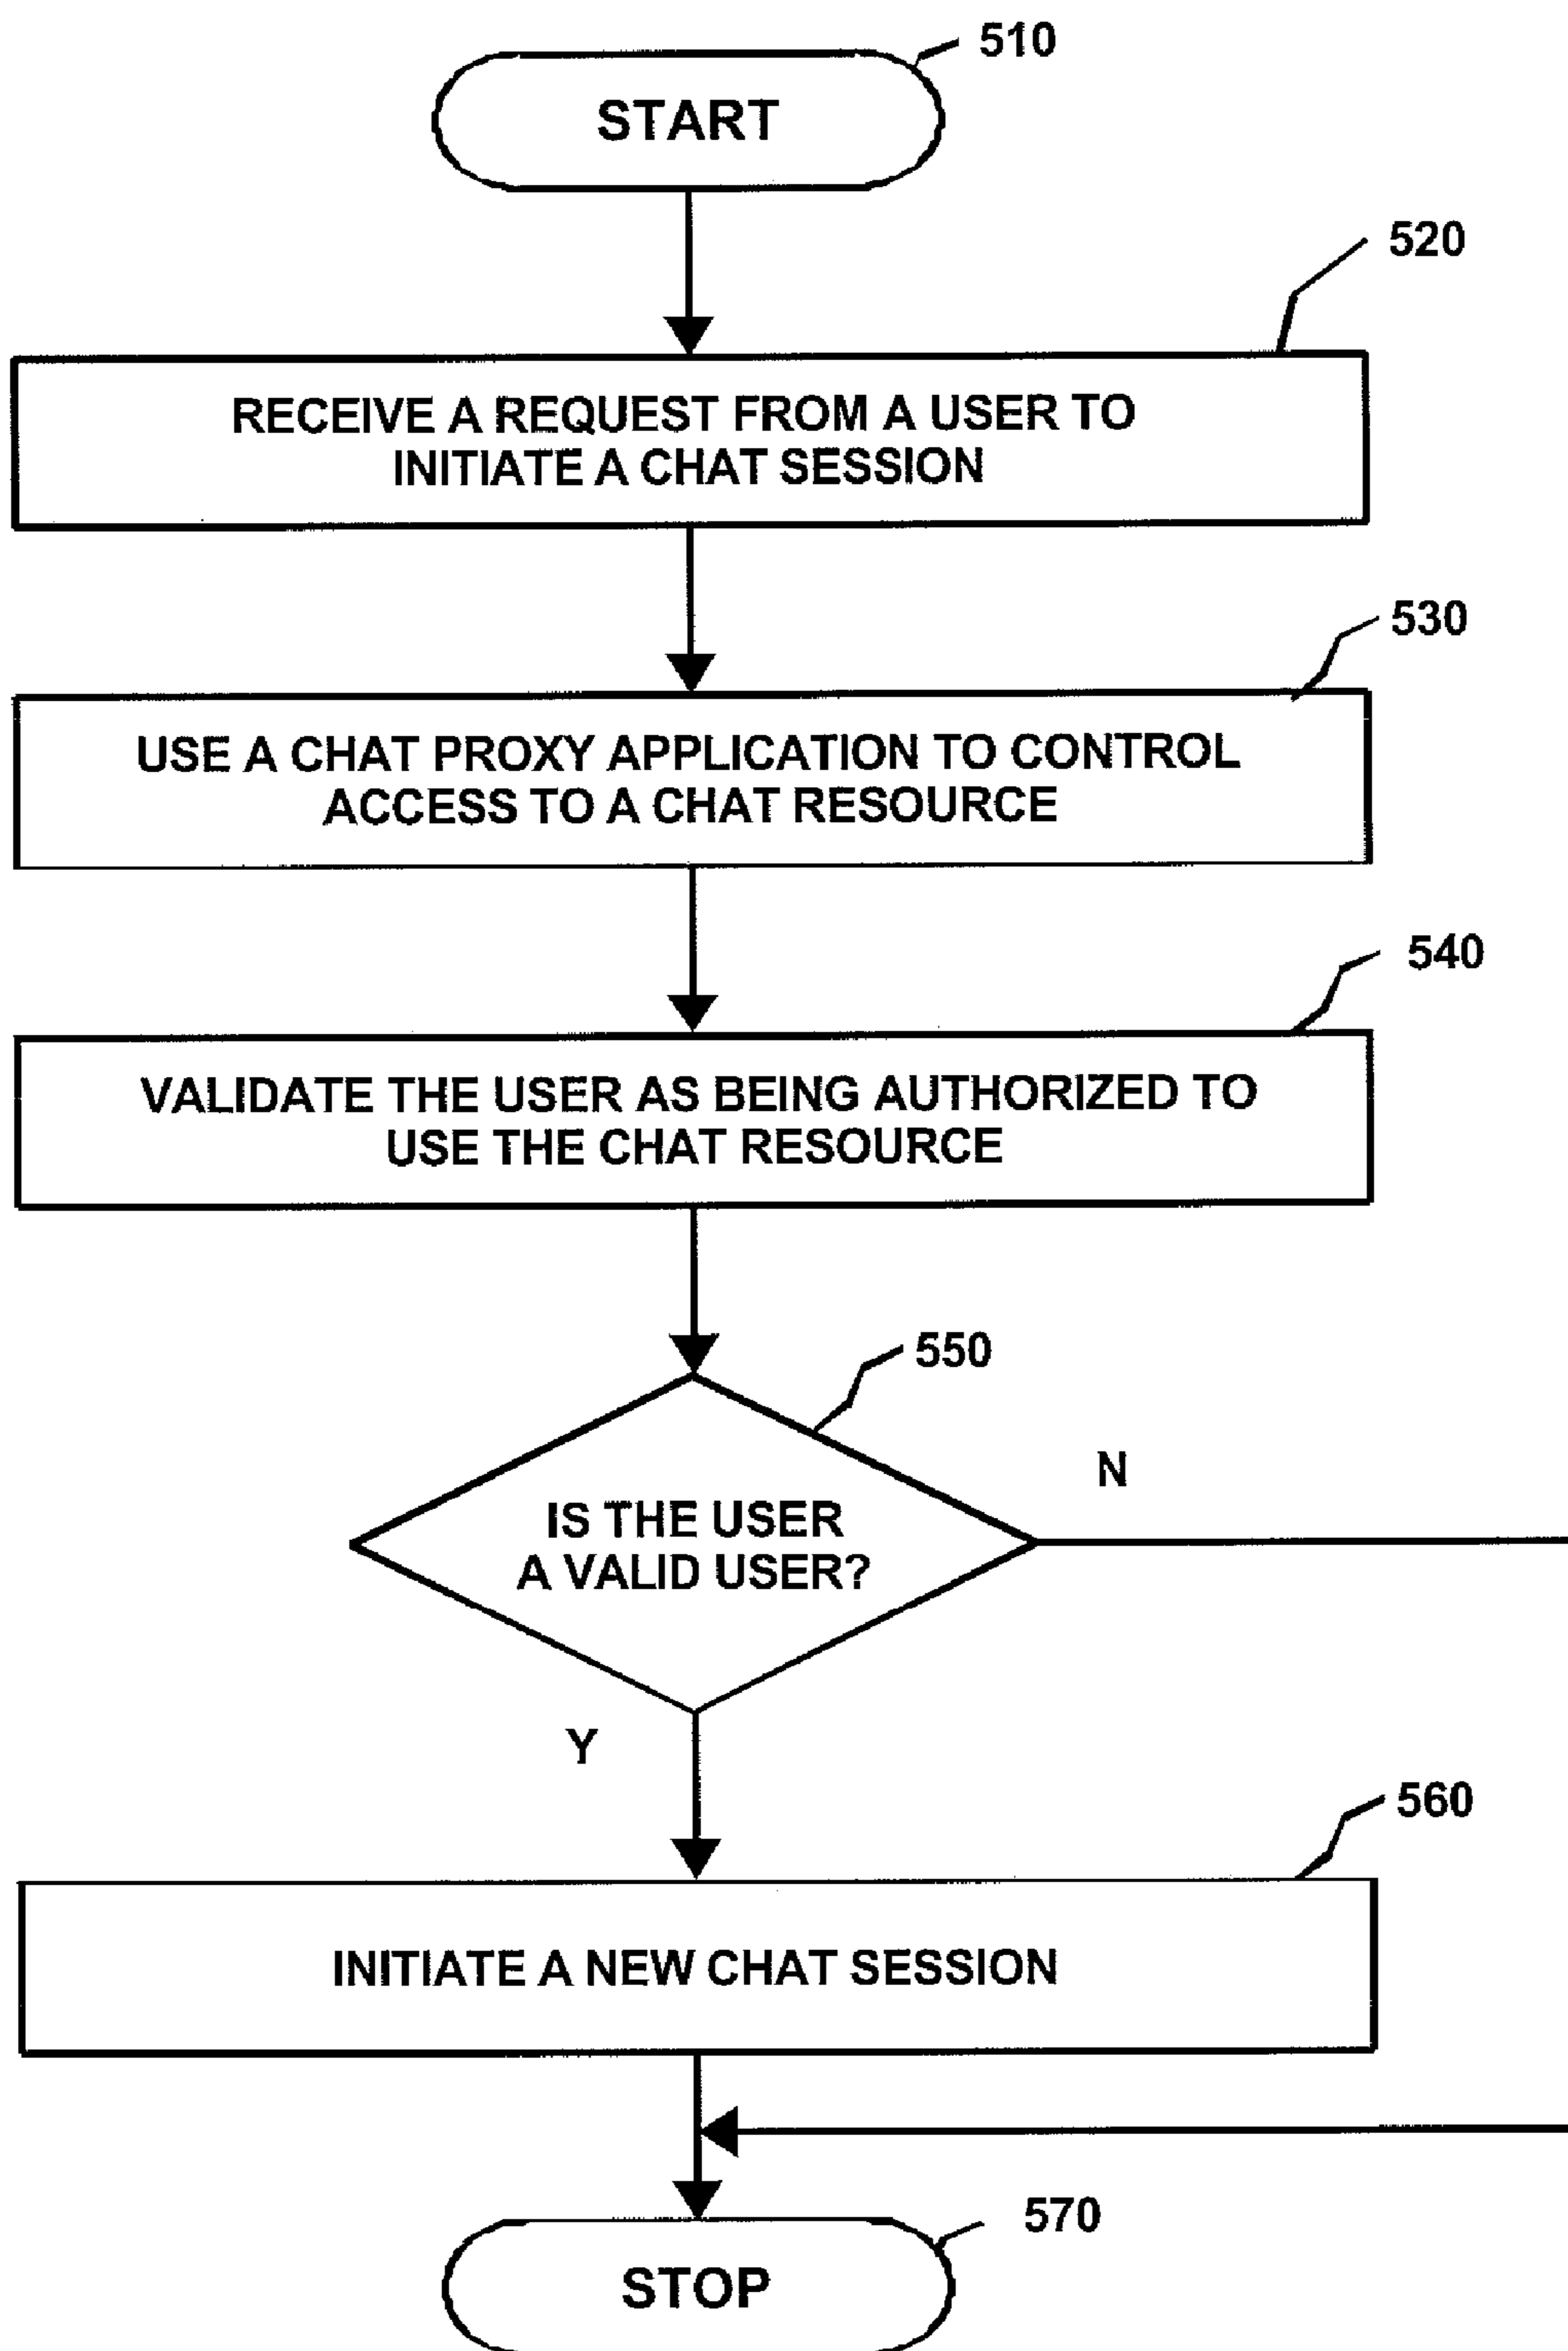 510
START
520
RECEIVE A REQUEST FROM A USER TO
INITIATE A CHAT SESSION
530
USE A CHAT PROXY APPLICATION TO CONTROL
ACCESS TO A CHAT RESOURCE
540
VALIDATE THE USER AS BEING AUTHORIZED TO
USE THE CHAT RESOURCE
550
N
IS THE USER
A VALID USER?
Y
560
INITIATE A NEW CHAT SESSION
570
STOP